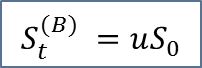 $S_t^{(B)} = uS_0$